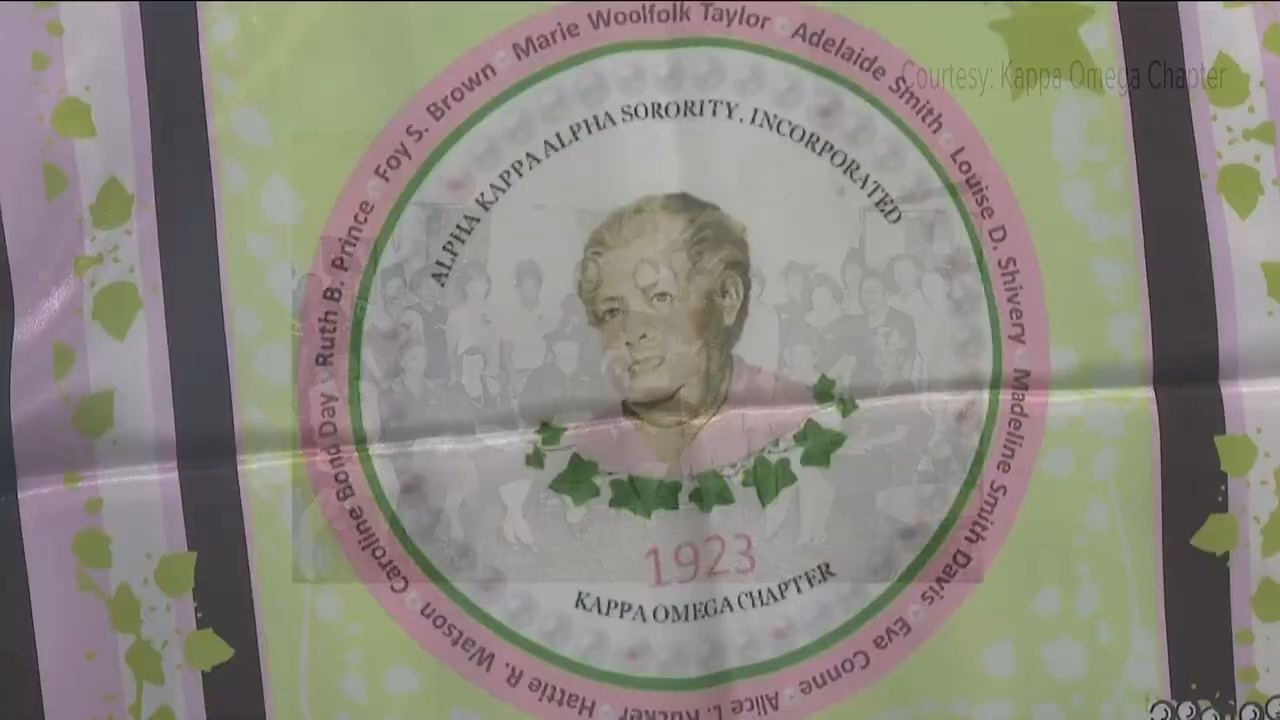 Courtesy: Kappa Omega Chapter
Marie Woolfolk Taylor
Adelaide Smith
Louise D. Shivery
Madeline Smith Davis
Eva Conne
Alice L. Rucker
Hattie R. Watson
Caroline Bond Day
Ruth B. Prince
Foy S. Brown
ALPHA KAPPA ALPHA SORORITY, INCORPORATED
1923
KAPPA OMEGA CHAPTER